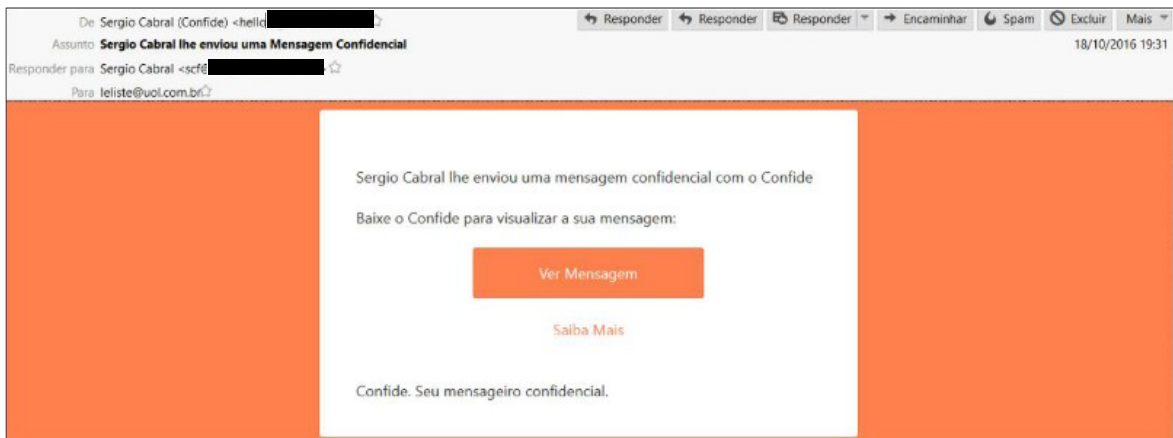 De Sergio Cabral (Confide) <hello
Responder Responder Responder Encaminhar Spam Excluir Mais
Assunto Sergio Cabral lhe enviou uma Mensagem Confidencial
18/10/2016 19:31
Responder para Sergio Cabral <scf@
Para leliste@uol.com.br
Sergio Cabral lhe enviou uma mensagem confidencial com o Confide
Baixe o Confide para visualizar a sua mensagem:
Ver Mensagem
Saiba Mais
Confide. Seu mensageiro confidencial.